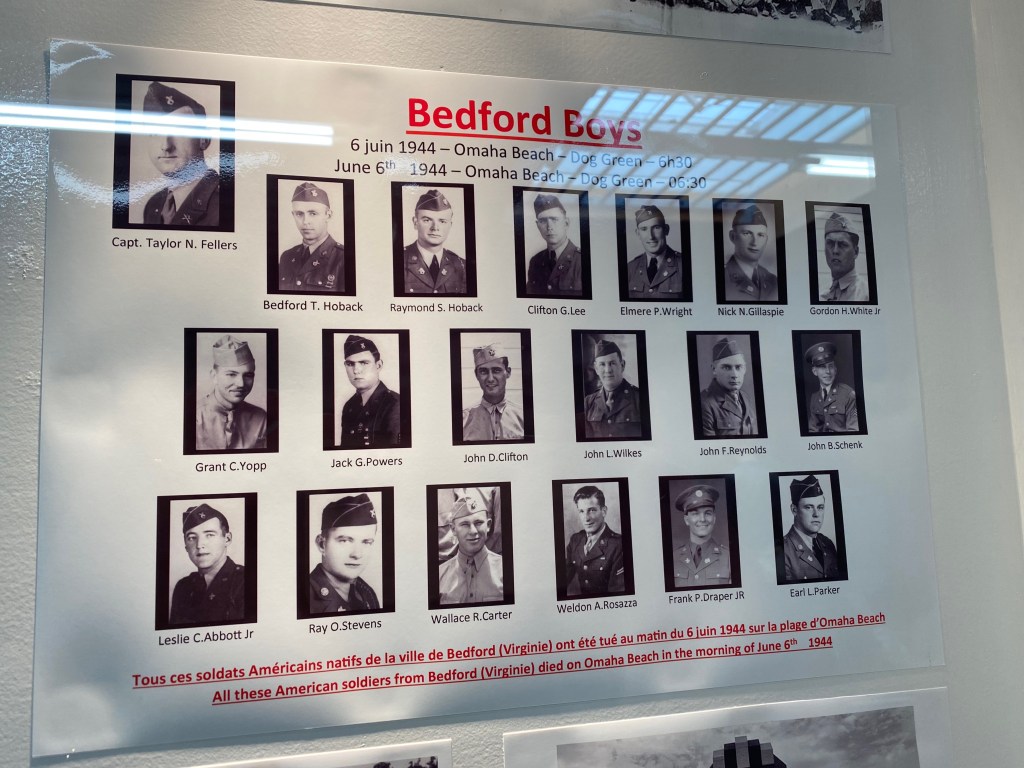 Bedford Boys
6 juin 1944 – Omaha Beach – Dog Green – 6h30
June 6th 1944 – Omaha Beach – Dog Green – 06:30
Capt. Taylor N. Fellers
Bedford T. Hoback
Raymond S. Hoback
Clifton G.Lee
Elmere P.Wright
Nick N.Gillaspie
Gordon H.White Jr
Grant C.Yopp
Jack G.Powers
John D.Clifton
John L.Wilkes
John F.Reynolds
John B.Schenk
Leslie C.Abbott Jr
Ray O.Stevens
Wallace R.Carter
Weldon A.Rosazza
Frank P.Draper JR
Earl L.Parker
Tous ces soldats Américains natifs de la ville de Bedford (Virginie) ont été tué au matin du 6 juin 1944 sur la plage d'Omaha Beach
All these American soldiers from Bedford (Virginie) died on Omaha Beach in the morning of June 6th 1944